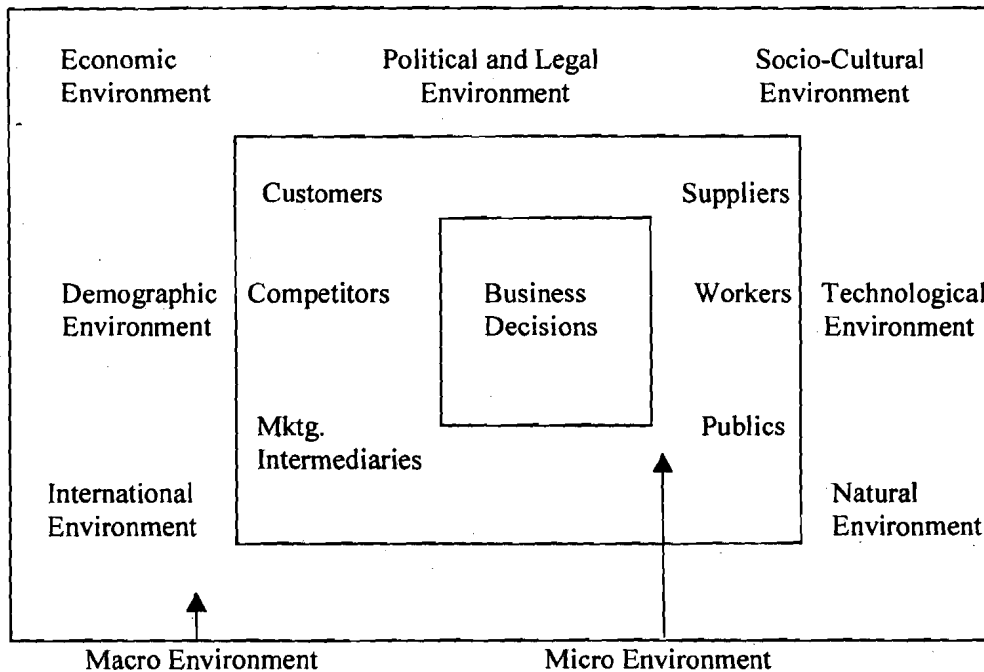 Economic
Environment
Political and Legal
Environment
Socio-Cultural
Environment
Customers
Suppliers
Demographic
Environment
Competitors
Business
Decisions
Workers
Technological
Environment
Mktg.
Intermediaries
Publics
International
Environment
Natural
Environment
Macro Environment
Micro Environment